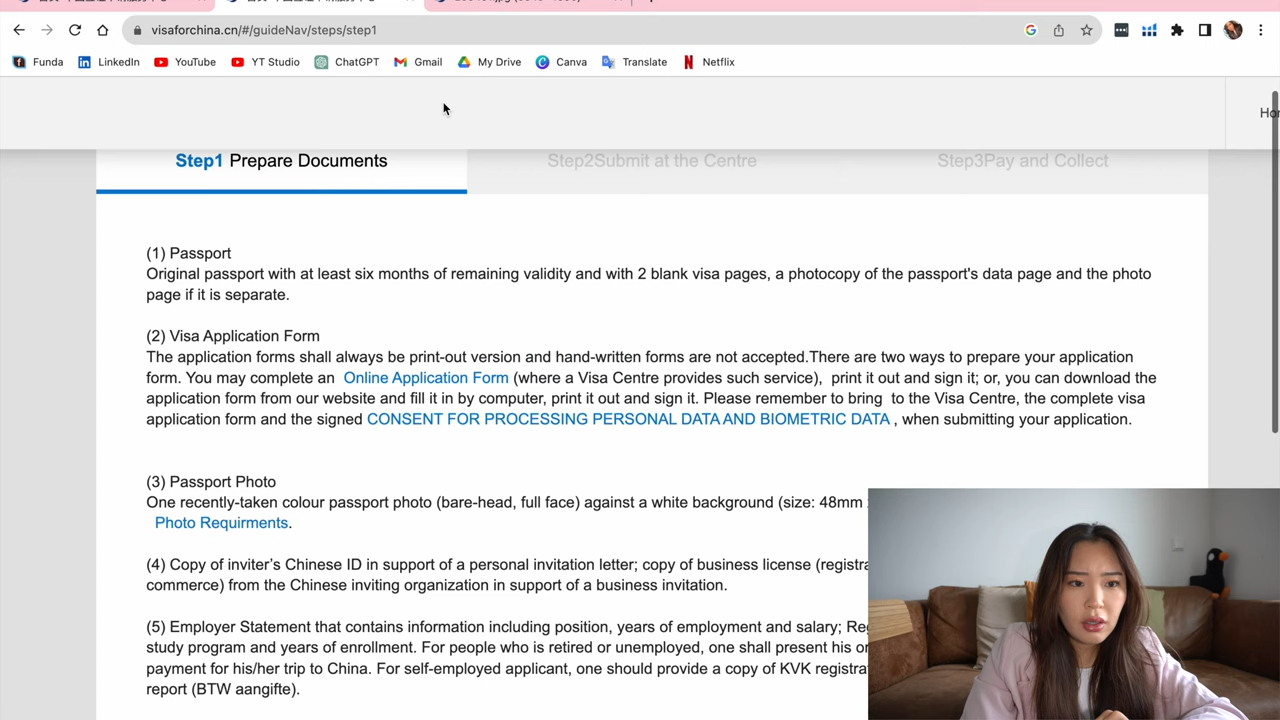 visaforchina.cn/#/guideNav/steps/step1
Funda LinkedIn YouTube YT Studio ChatGPT Gmail My Drive Canva Translate Netflix
Step1 Prepare Documents Step2Submit at the Centre Step3Pay and Collect
(1) Passport
Original passport with at least six months of remaining validity and with 2 blank visa pages, a photocopy of the passport's data page and the photo
page if it is separate.
(2) Visa Application Form
The application forms shall always be print-out version and hand-written forms are not accepted.There are two ways to prepare your application
form. You may complete an Online Application Form (where a Visa Centre provides such service), print it out and sign it; or, you can download the
application form from our website and fill it in by computer, print it out and sign it. Please remember to bring to the Visa Centre, the complete visa
application form and the signed CONSENT FOR PROCESSING PERSONAL DATA AND BIOMETRIC DATA , when submitting your application.
(3) Passport Photo
One recently-taken colour passport photo (bare-head, full face) against a white background (size: 48mm
Photo Requirments.
(4) Copy of inviter's Chinese ID in support of a personal invitation letter; copy of business license (registra
commerce) from the Chinese inviting organization in support of a business invitation.
(5) Employer Statement that contains information including position, years of employment and salary; Re
study program and years of enrollment. For people who is retired or unemployed, one shall present his o
payment for his/her trip to China. For self-employed applicant, one should provide a copy of KVK registra
report (BTW aangifte).